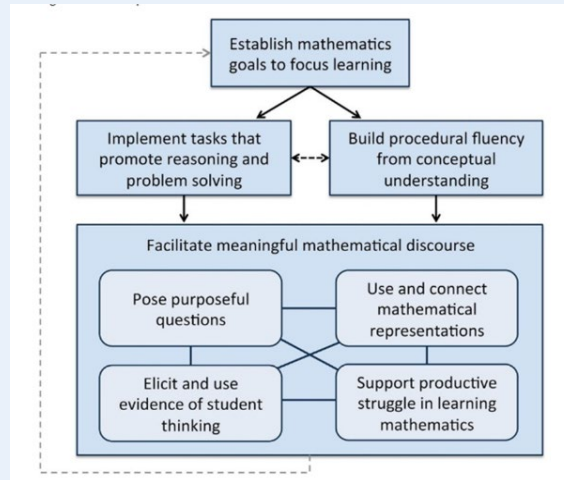 Establish mathematics
goals to focus learning
Implement tasks that
promote reasoning and
problem solving
Build procedural fluency
from conceptual
understanding
Facilitate meaningful mathematical discourse
Pose purposeful
questions
Use and connect
mathematical
representations
Elicit and use
evidence of student
thinking
Support productive
struggle in learning
mathematics